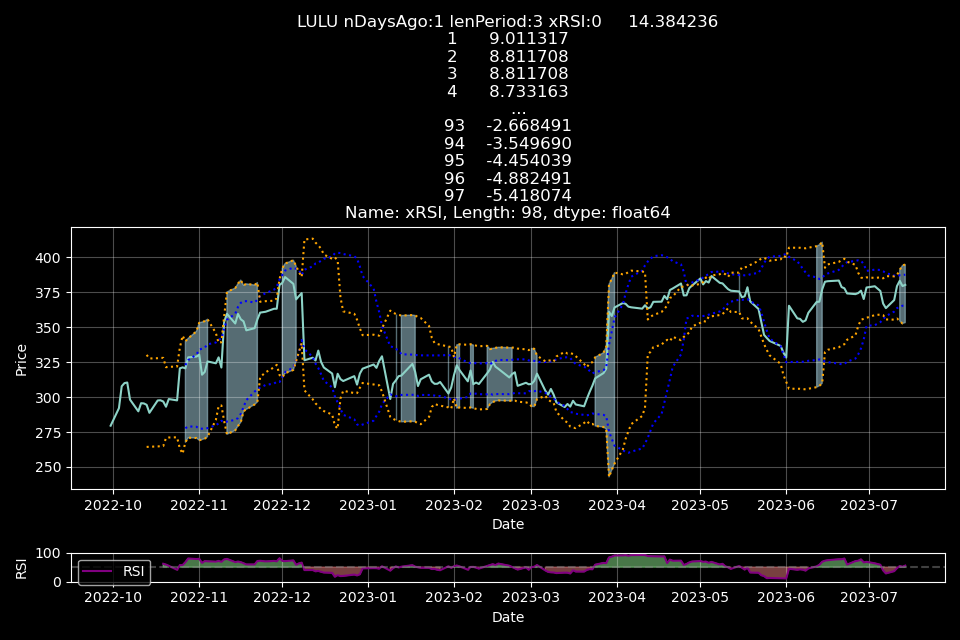 LULU nDaysAgo:1 lenPeriod:3 xRSI:0     14.384236
1      9.011317
2      8.811708
3      8.811708
4      8.733163
...
93    -2.668491
94    -3.549690
95    -4.454039
96    -4.882491
97    -5.418074
Name: xRSI, Length: 98, dtype: float64
400
375
350
325
300
275
250
Price
2022-10 2022-11 2022-12 2023-01 2023-02 2023-03 2023-04 2023-05 2023-06 2023-07
Date
100
0
RSI
RSI
2022-10 2022-11 2022-12 2023-01 2023-02 2023-03 2023-04 2023-05 2023-06 2023-07
Date